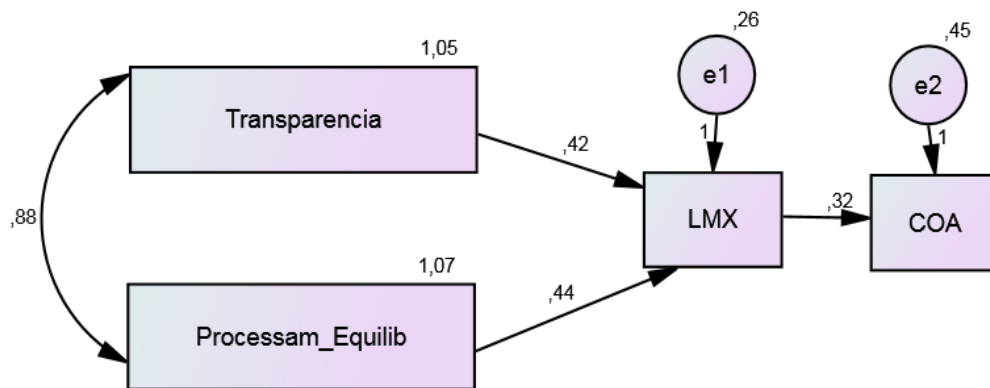 ,26
,45
1,05
e1
e2
Transparencia
,42
1
1
LMX
,32
COA
,88
1,07
,44
Processam_Equilib